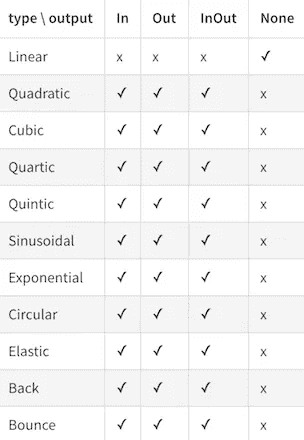 type \ output In Out InOut None
Linear x x x ✓
Quadratic ✓ ✓ ✓ x
Cubic ✓ ✓ ✓ x
Quartic ✓ ✓ ✓ x
Quintic ✓ ✓ ✓ x
Sinusoidal ✓ ✓ ✓ x
Exponential ✓ ✓ ✓ x
Circular ✓ ✓ ✓ x
Elastic ✓ ✓ ✓ x
Back ✓ ✓ ✓ x
Bounce ✓ ✓ ✓ x